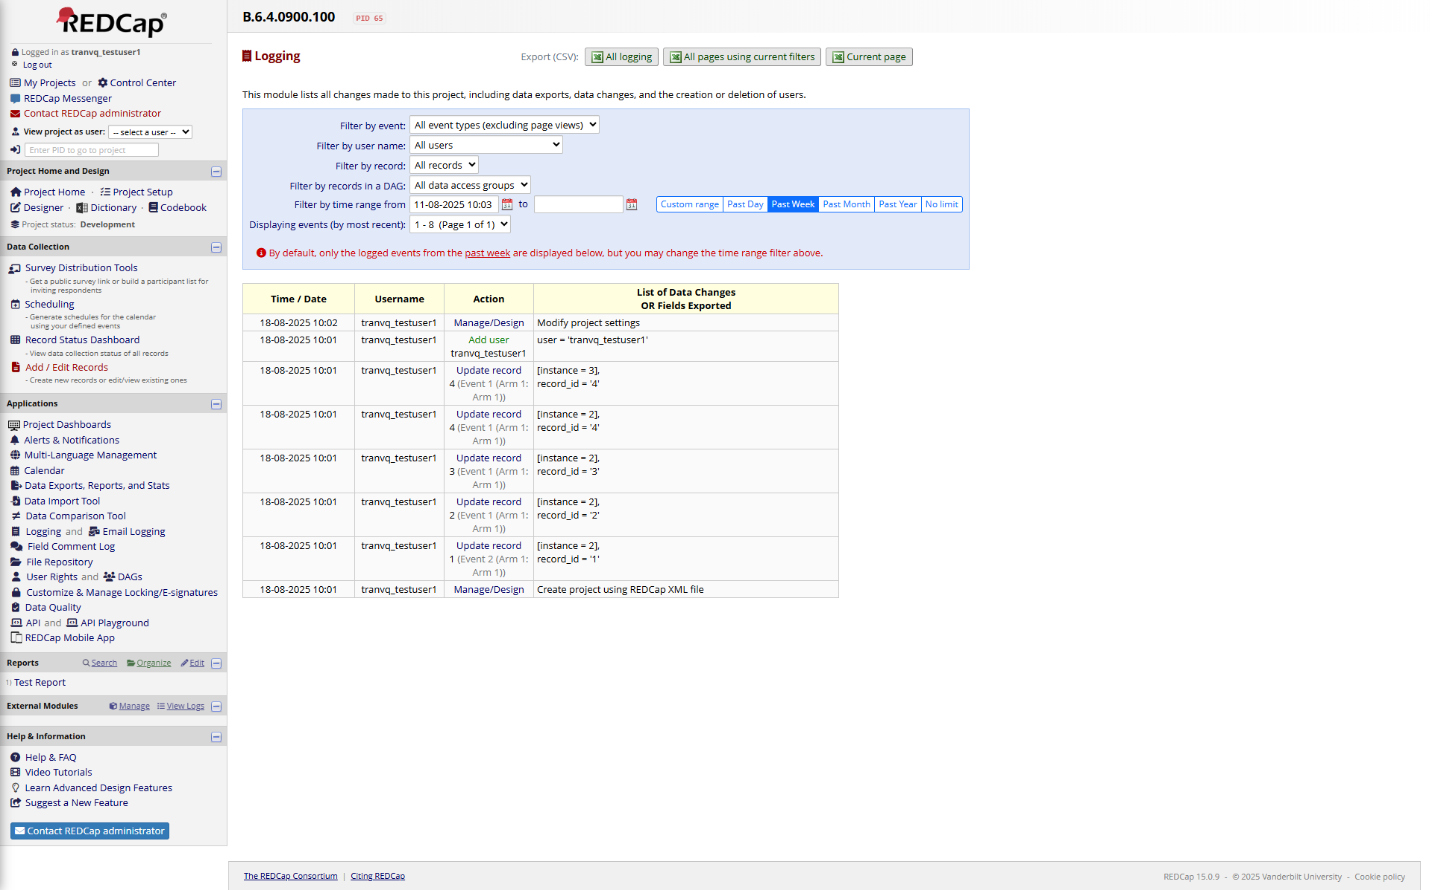 REDCap
Logged in as tranvq_testuser1
Log out
My Projects or Control Center
REDCap Messenger
Contact REDCap administrator
View project as user: -- select a user --
Enter PID to go to project
Project Home and Design
Project Home · Project Setup
Designer · Dictionary · Codebook
Project status: Development
Data Collection
Survey Distribution Tools
- Get a public survey link or build a participant list for
inviting respondents
Scheduling
- Generate schedules for the calendar
using your defined events
Record Status Dashboard
- View data collection status of all records
Add / Edit Records
- Create new records or edit/view existing ones
Applications
Project Dashboards
Alerts & Notifications
Multi-Language Management
Calendar
Data Exports, Reports, and Stats
Data Import Tool
Data Comparison Tool
Logging and Email Logging
Field Comment Log
File Repository
User Rights and DAGs
Customize & Manage Locking/E-signatures
Data Quality
API and API Playground
REDCap Mobile App
Reports Search Organize Edit
1) Test Report
External Modules Manage View Logs
Help & Information
Help & FAQ
Video Tutorials
Learn Advanced Design Features
Suggest a New Feature
Contact REDCap administrator
B.6.4.0900.100 PID 65
Logging
Export (CSV): All logging All pages using current filters Current page
This module lists all changes made to this project, including data exports, data changes, and the creation or deletion of users.
Filter by event: All event types (excluding page views)
Filter by user name: All users
Filter by record: All records
Filter by records in a DAG: All data access groups
Filter by time range from 11-08-2025 10:03 to Custom range Past Day Past Week Past Month Past Year No limit
Displaying events (by most recent): 1 - 8 (Page 1 of 1)
By default, only the logged events from the past week are displayed below, but you may change the time range filter above.
Time / Date Username Action List of Data Changes
OR Fields Exported
18-08-2025 10:02 tranvq_testuser1 Manage/Design Modify project settings
18-08-2025 10:01 tranvq_testuser1 Add user user = 'tranvq_testuser1'
tranvq_testuser1
18-08-2025 10:01 tranvq_testuser1 Update record [instance = 3],
4 (Event 1 (Arm 1: record_id = '4'
Arm 1))
18-08-2025 10:01 tranvq_testuser1 Update record [instance = 2],
4 (Event 1 (Arm 1: record_id = '4'
Arm 1))
18-08-2025 10:01 tranvq_testuser1 Update record [instance = 2],
3 (Event 1 (Arm 1: record_id = '3'
Arm 1))
18-08-2025 10:01 tranvq_testuser1 Update record [instance = 2],
2 (Event 1 (Arm 1: record_id = '2'
Arm 1))
18-08-2025 10:01 tranvq_testuser1 Update record [instance = 2],
1 (Event 2 (Arm 1: record_id = '1'
Arm 1))
18-08-2025 10:01 tranvq_testuser1 Manage/Design Create project using REDCap XML file
The REDCap Consortium | Citing REDCap
REDCap 15.0.9 - © 2025 Vanderbilt University - Cookie policy